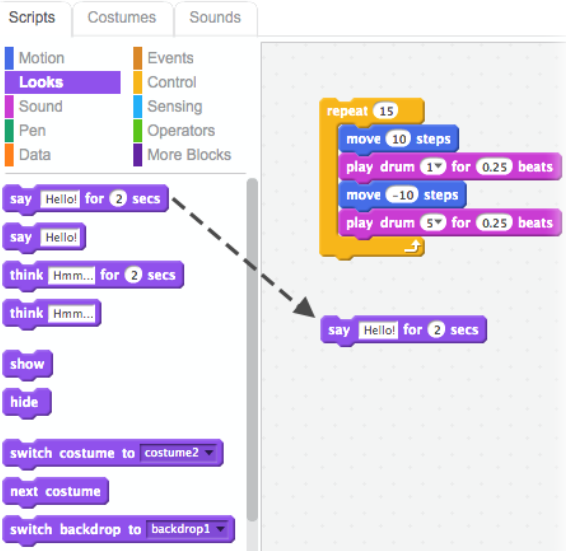 Scripts Costumes Sounds
Motion Events
Looks Control
Sound Sensing
Pen Operators
Data More Blocks
say Hello! for 2 secs
say Hello!
think Hmm... for 2 secs
think Hmm...
show
hide
switch costume to costume2
next costume
switch backdrop to backdrop1
repeat 15
move 10 steps
play drum 1 for 0.25 beats
move -10 steps
play drum 5 for 0.25 beats
say Hello! for 2 secs